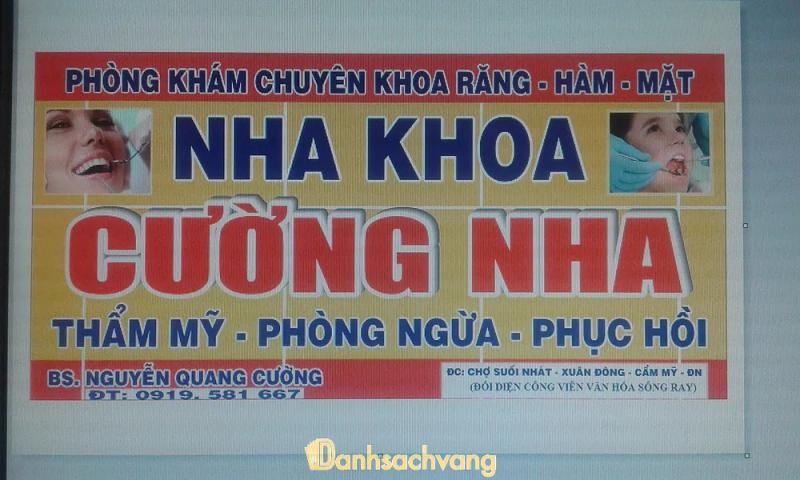 PHÒNG KHÁM CHUYÊN KHOA RĂNG - HÀM - MẶT
NHA KHOA
CƯỜNG NHA
THẨM MỸ - PHÒNG NGỪA - PHỤC HỒI
BS. NGUYỄN QUANG CƯỜNG
ĐT: 0919. 581 667
ĐC: CHỢ SUỐI NHÁT - XUÂN ĐÔNG - CẨM MỸ - ĐN
(ĐỐI DIỆN CÔNG VIÊN VĂN HÓA SÔNG RAY)
Danhsachvang